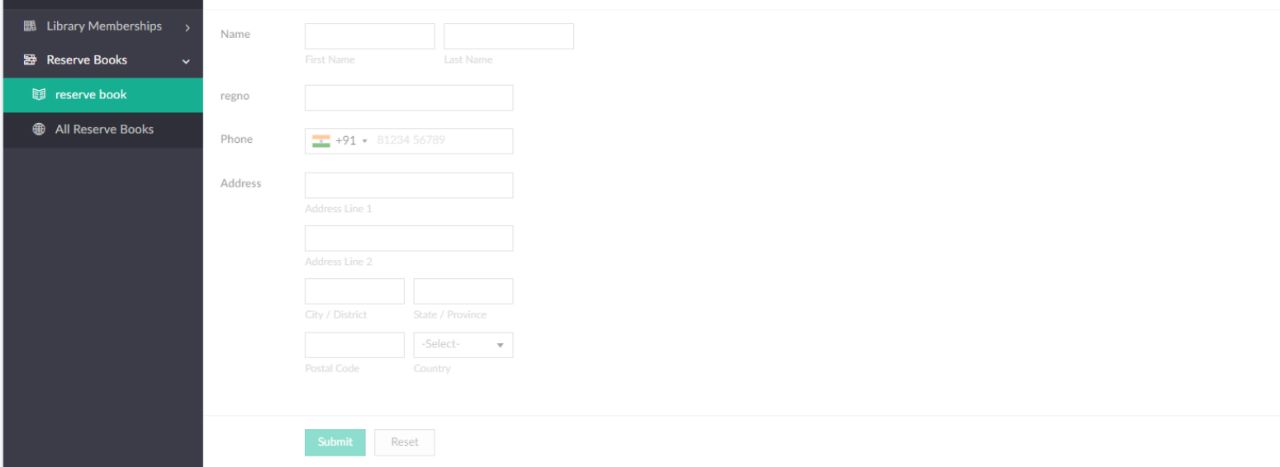 Library Memberships
Reserve Books
reserve book
All Reserve Books
Name
First Name Last Name
regno
Phone +91 81234 56789
Address
Address Line 1
Address Line 2
City / District State / Province
-Select-
Postal Code Country
Submit Reset